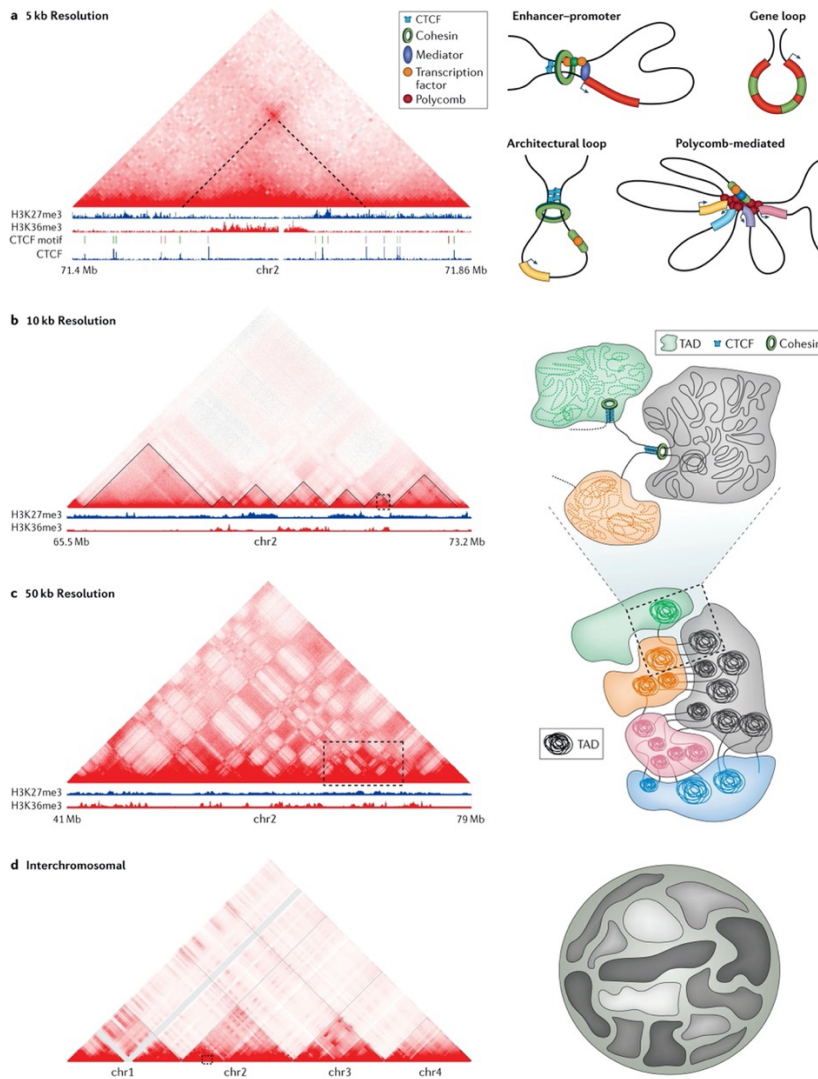 a 5 kb Resolution
CTCF
Cohesin
Mediator
Transcription
factor
Polycomb
Enhancer–promoter
Gene loop
Architectural loop
Polycomb-mediated
H3K27me3
H3K36me3
CTCF motif
CTCF
71.4 Mb
chr2
71.86 Mb
b 10 kb Resolution
TAD
CTCF
Cohesin
H3K27me3
H3K36me3
65.5 Mb
chr2
73.2 Mb
c 50 kb Resolution
TAD
H3K27me3
H3K36me3
41 Mb
chr2
79 Mb
d Interchromosomal
chr1
chr2
chr3
chr4